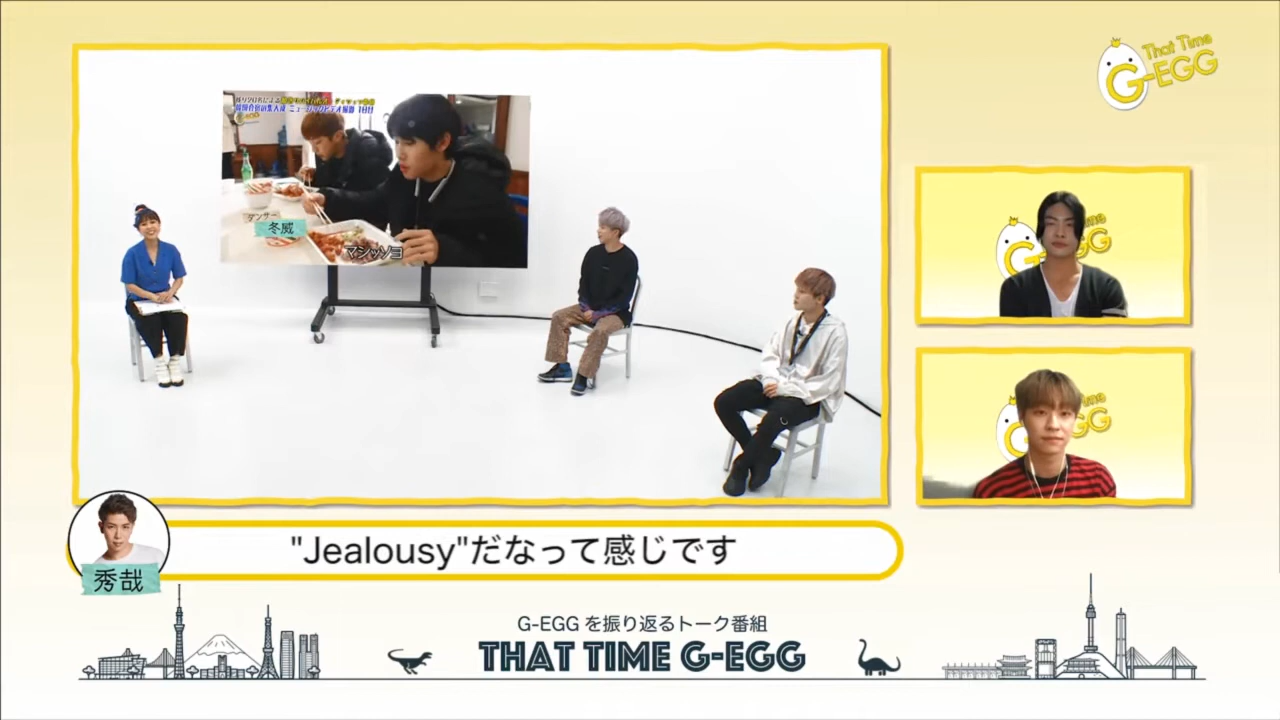 That Time
G-EGG
ダンサー
冬威
マシッソヨ
秀哉
"Jealousy"だなって感じです
G-EGG を振り返るトーク番組
THAT TIME G-EGG